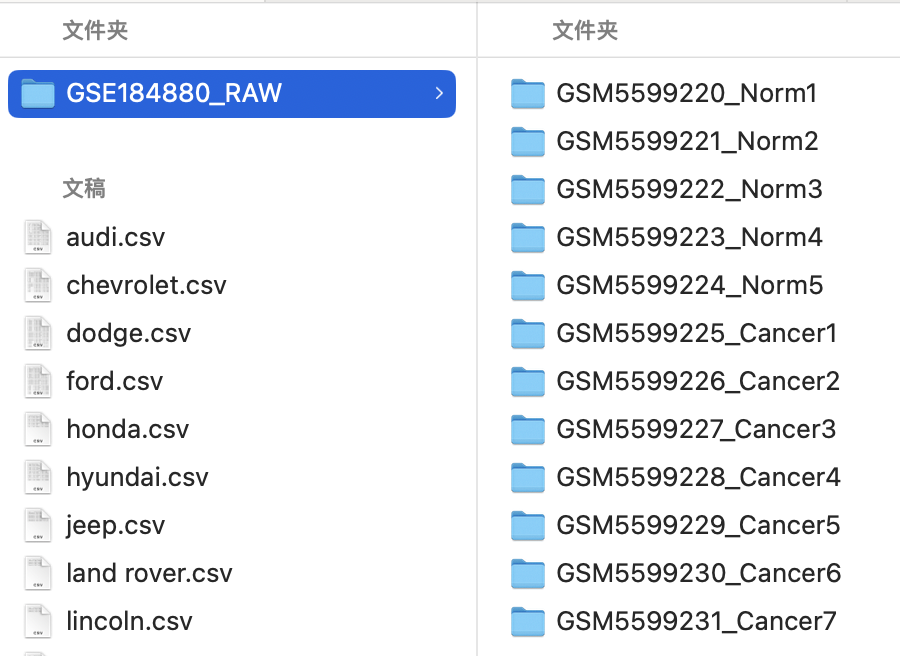 文件夹
GSE184880_RAW
文稿
audi.csv
chevrolet.csv
dodge.csv
ford.csv
honda.csv
hyundai.csv
jeep.csv
land rover.csv
lincoln.csv
文件夹
GSM5599220_Norm1
GSM5599221_Norm2
GSM5599222_Norm3
GSM5599223_Norm4
GSM5599224_Norm5
GSM5599225_Cancer1
GSM5599226_Cancer2
GSM5599227_Cancer3
GSM5599228_Cancer4
GSM5599229_Cancer5
GSM5599230_Cancer6
GSM5599231_Cancer7